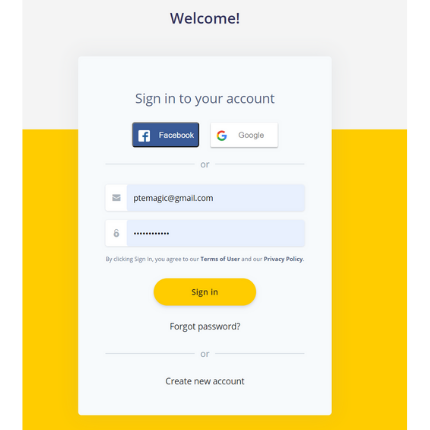 Welcome!
Sign in to your account
Facebook
Google
or
ptemagic@gmail.com
••••••••••••
By clicking Sign in, you agree to our Terms of User and our Privacy Policy.
Sign in
Forgot password?
or
Create new account